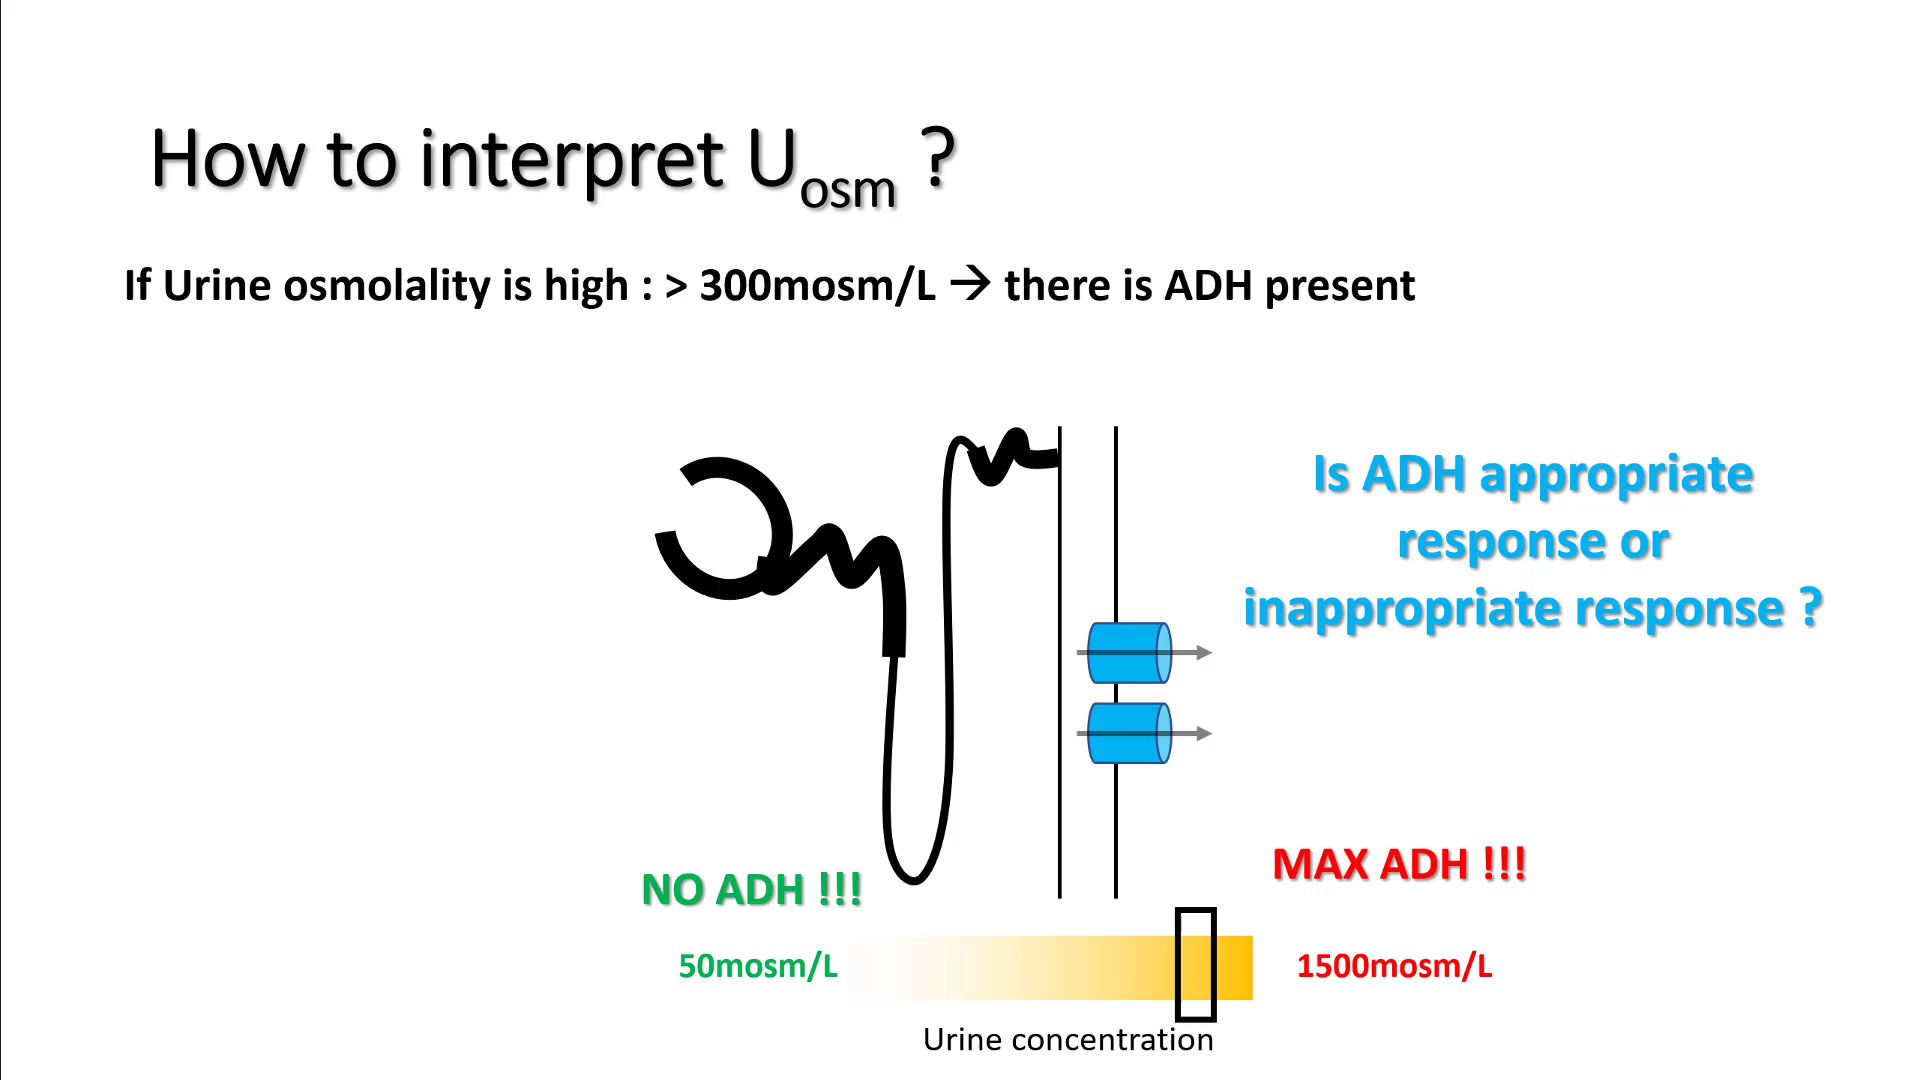 How to interpret Uosm ?
If Urine osmolality is high : > 300mosm/L → there is ADH present
Is ADH appropriate
response or
inappropriate response ?
NO ADH !!!
MAX ADH !!!
50mosm/L
1500mosm/L
Urine concentration